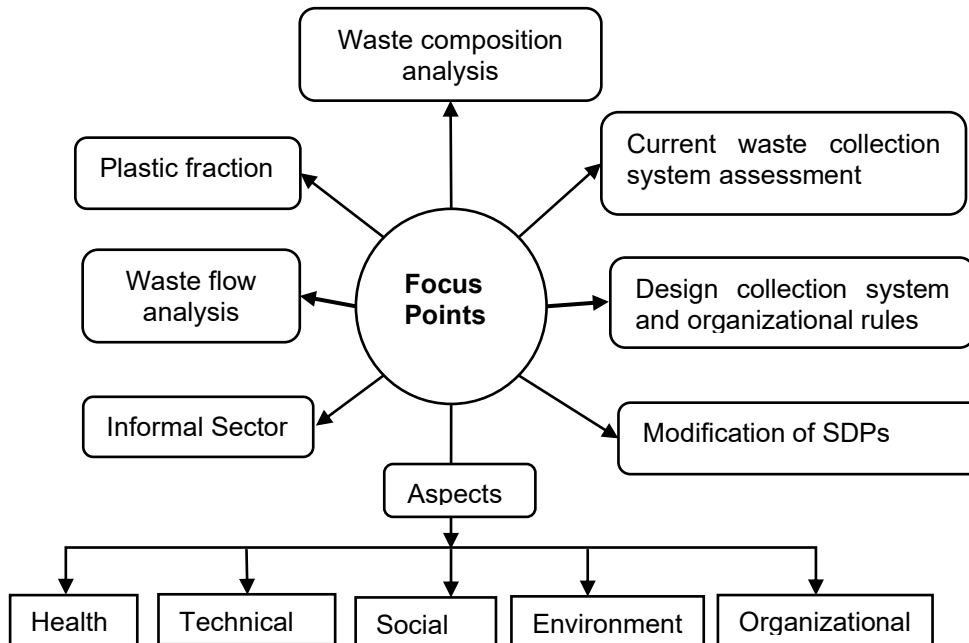 Waste composition
analysis
Plastic fraction
Current waste collection
system assessment
Waste flow
analysis
Focus
Points
Design collection system
and organizational rules
Informal Sector
Modification of SDPs
Aspects
Health
Technical
Social
Environment
Organizational